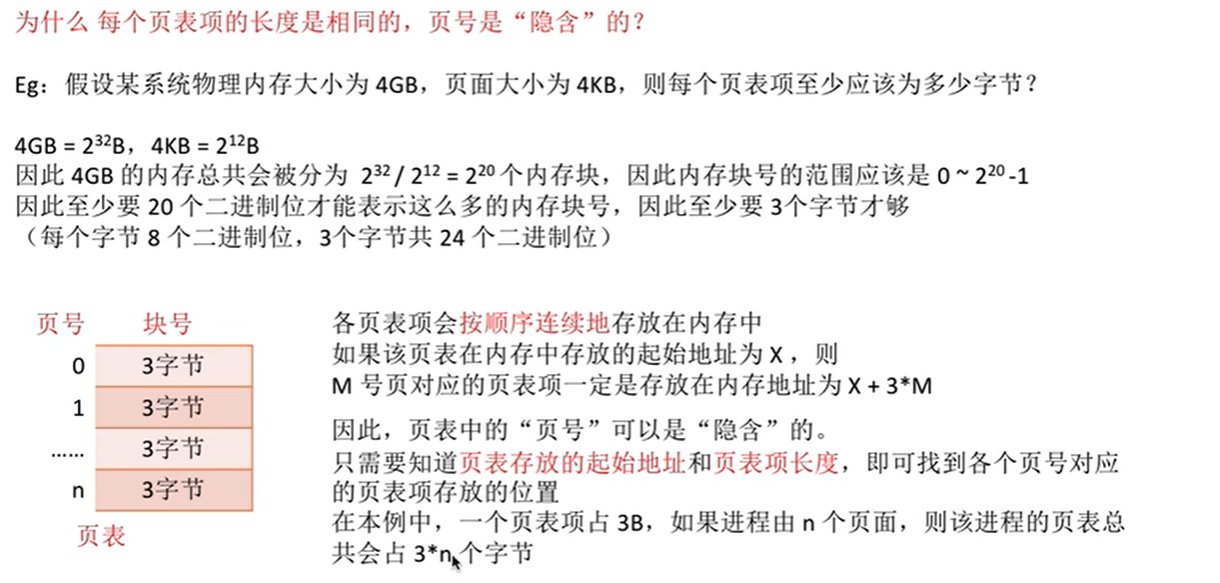 为什么 每个页表项的长度是相同的，页号是“隐含”的？
Eg：假设某系统物理内存大小为 4GB，页面大小为 4KB，则每个页表项至少应该为多少字节？
4GB = 2³²B，4KB = 2¹²B
因此 4GB 的内存总共会被分为 2³² / 2¹² = 2²⁰ 个内存块，因此内存块号的范围应该是 0 ~ 2²⁰ -1
因此至少要 20 个二进制位才能表示这么多的内存块号，因此至少要 3个字节才够
（每个字节 8 个二进制位，3个字节共 24 个二进制位）
页号 块号
0 3字节
1 3字节
…… 3字节
n 3字节
页表
各页表项会按顺序连续地存放在内存中
如果该页表在内存中存放的起始地址为 X ，则
M 号页对应的页表项一定是存放在内存地址为 X + 3*M
因此，页表中的“页号”可以是“隐含”的。
只需要知道页表存放的起始地址和页表项长度，即可找到各个页号对应
的页表项存放的位置
在本例中，一个页表项占 3B，如果进程由 n 个页面，则该进程的页表总
共会占 3*n 个字节